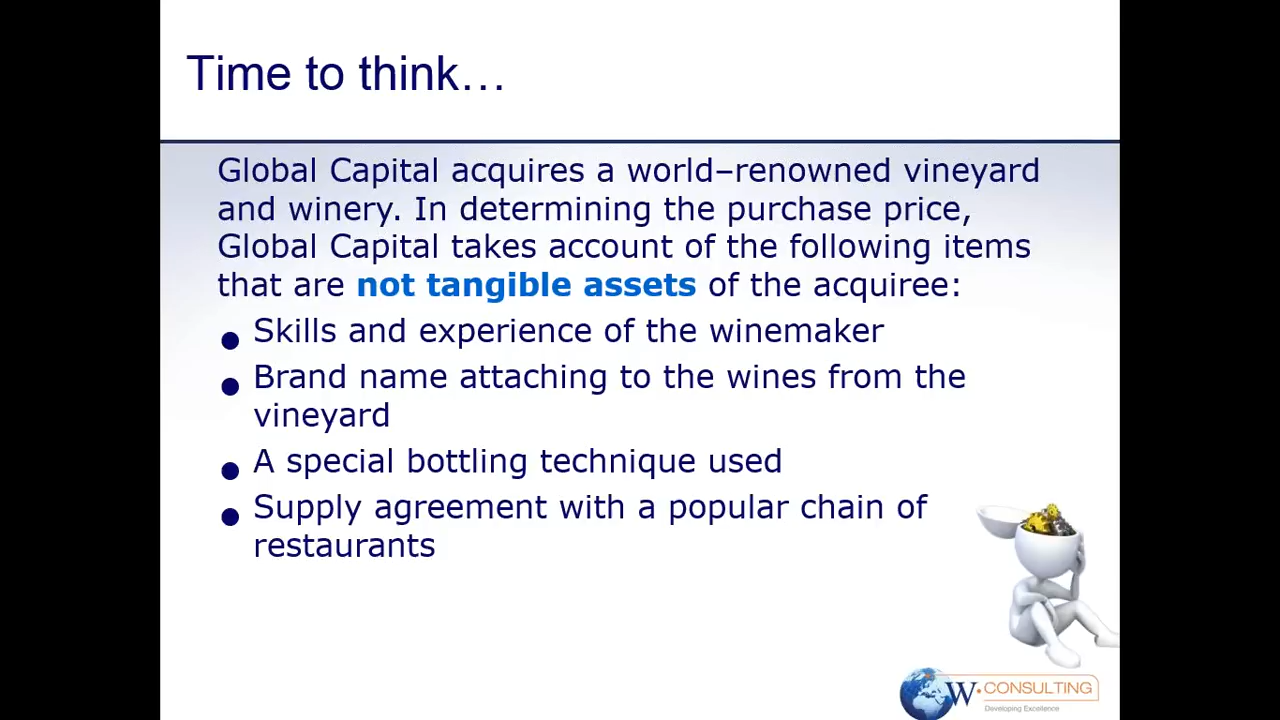 Time to think…
Global Capital acquires a world–renowned vineyard
and winery. In determining the purchase price,
Global Capital takes account of the following items
that are not tangible assets of the acquiree:
● Skills and experience of the winemaker
● Brand name attaching to the wines from the
vineyard
● A special bottling technique used
● Supply agreement with a popular chain of
restaurants
W•CONSULTING
Developing Excellence